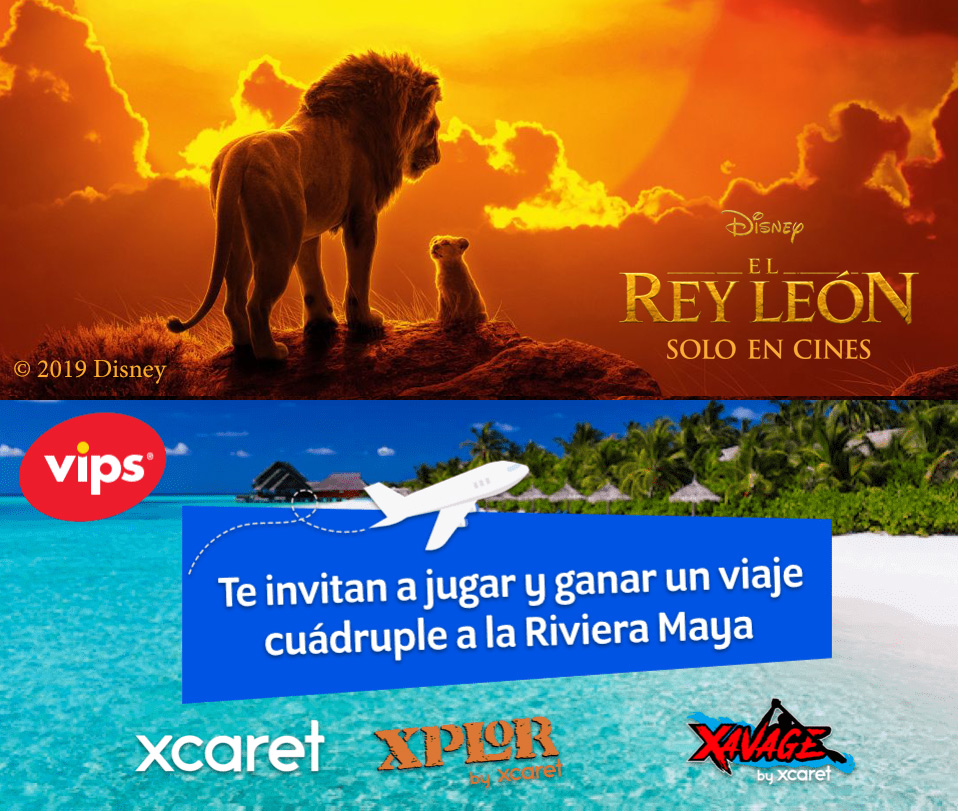 Disney
EL
REY LEÓN
SOLO EN CINES
© 2019 Disney
vips®
Te invitan a jugar y ganar un viaje
cuádruple a la Riviera Maya
xcaret
XPLOR
by xcaret
XAVAGE
by xcaret